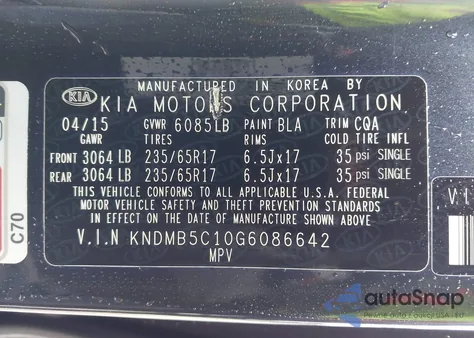 MANUFACTURED IN KOREA BY
KIA KIA MOTORS CORPORATION
04/15 GVWR 6085LB PAINT BLA TRIM CQA
GAWR TIRES RIMS COLD TIRE INFL
FRONT 3064 LB 235/65R17 6.5Jx17 35 psi SINGLE
REAR 3064 LB 235/65R17 6.5Jx17 35 psi SINGLE
THIS VEHICLE CONFORMS TO ALL APPLICABLE U.S.A. FEDERAL
MOTOR VEHICLE SAFETY AND THEFT PREVENTION STANDARDS
IN EFFECT ON THE DATE OF MANUFACTURE SHOWN ABOVE.
V.I.N KNDMB5C10G6086642
MPV
C70
V.I.
autoSnap